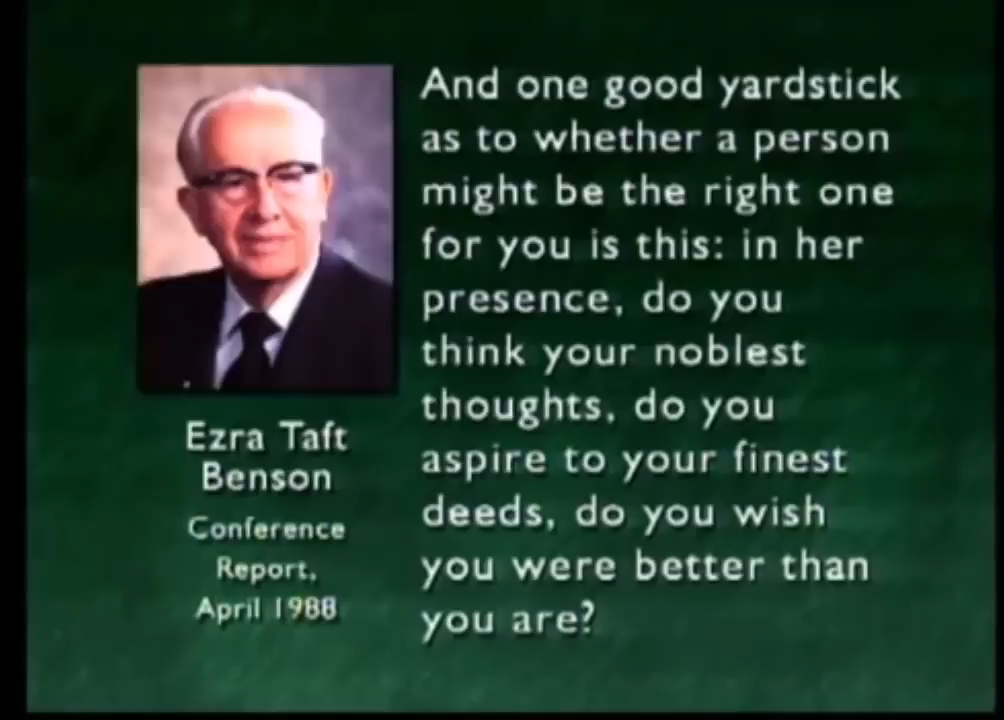 And one good yardstick
as to whether a person
might be the right one
for you is this: in her
presence, do you
think your noblest
thoughts, do you
aspire to your finest
deeds, do you wish
you were better than
you are?
Ezra Taft
Benson
Conference
Report,
April 1988